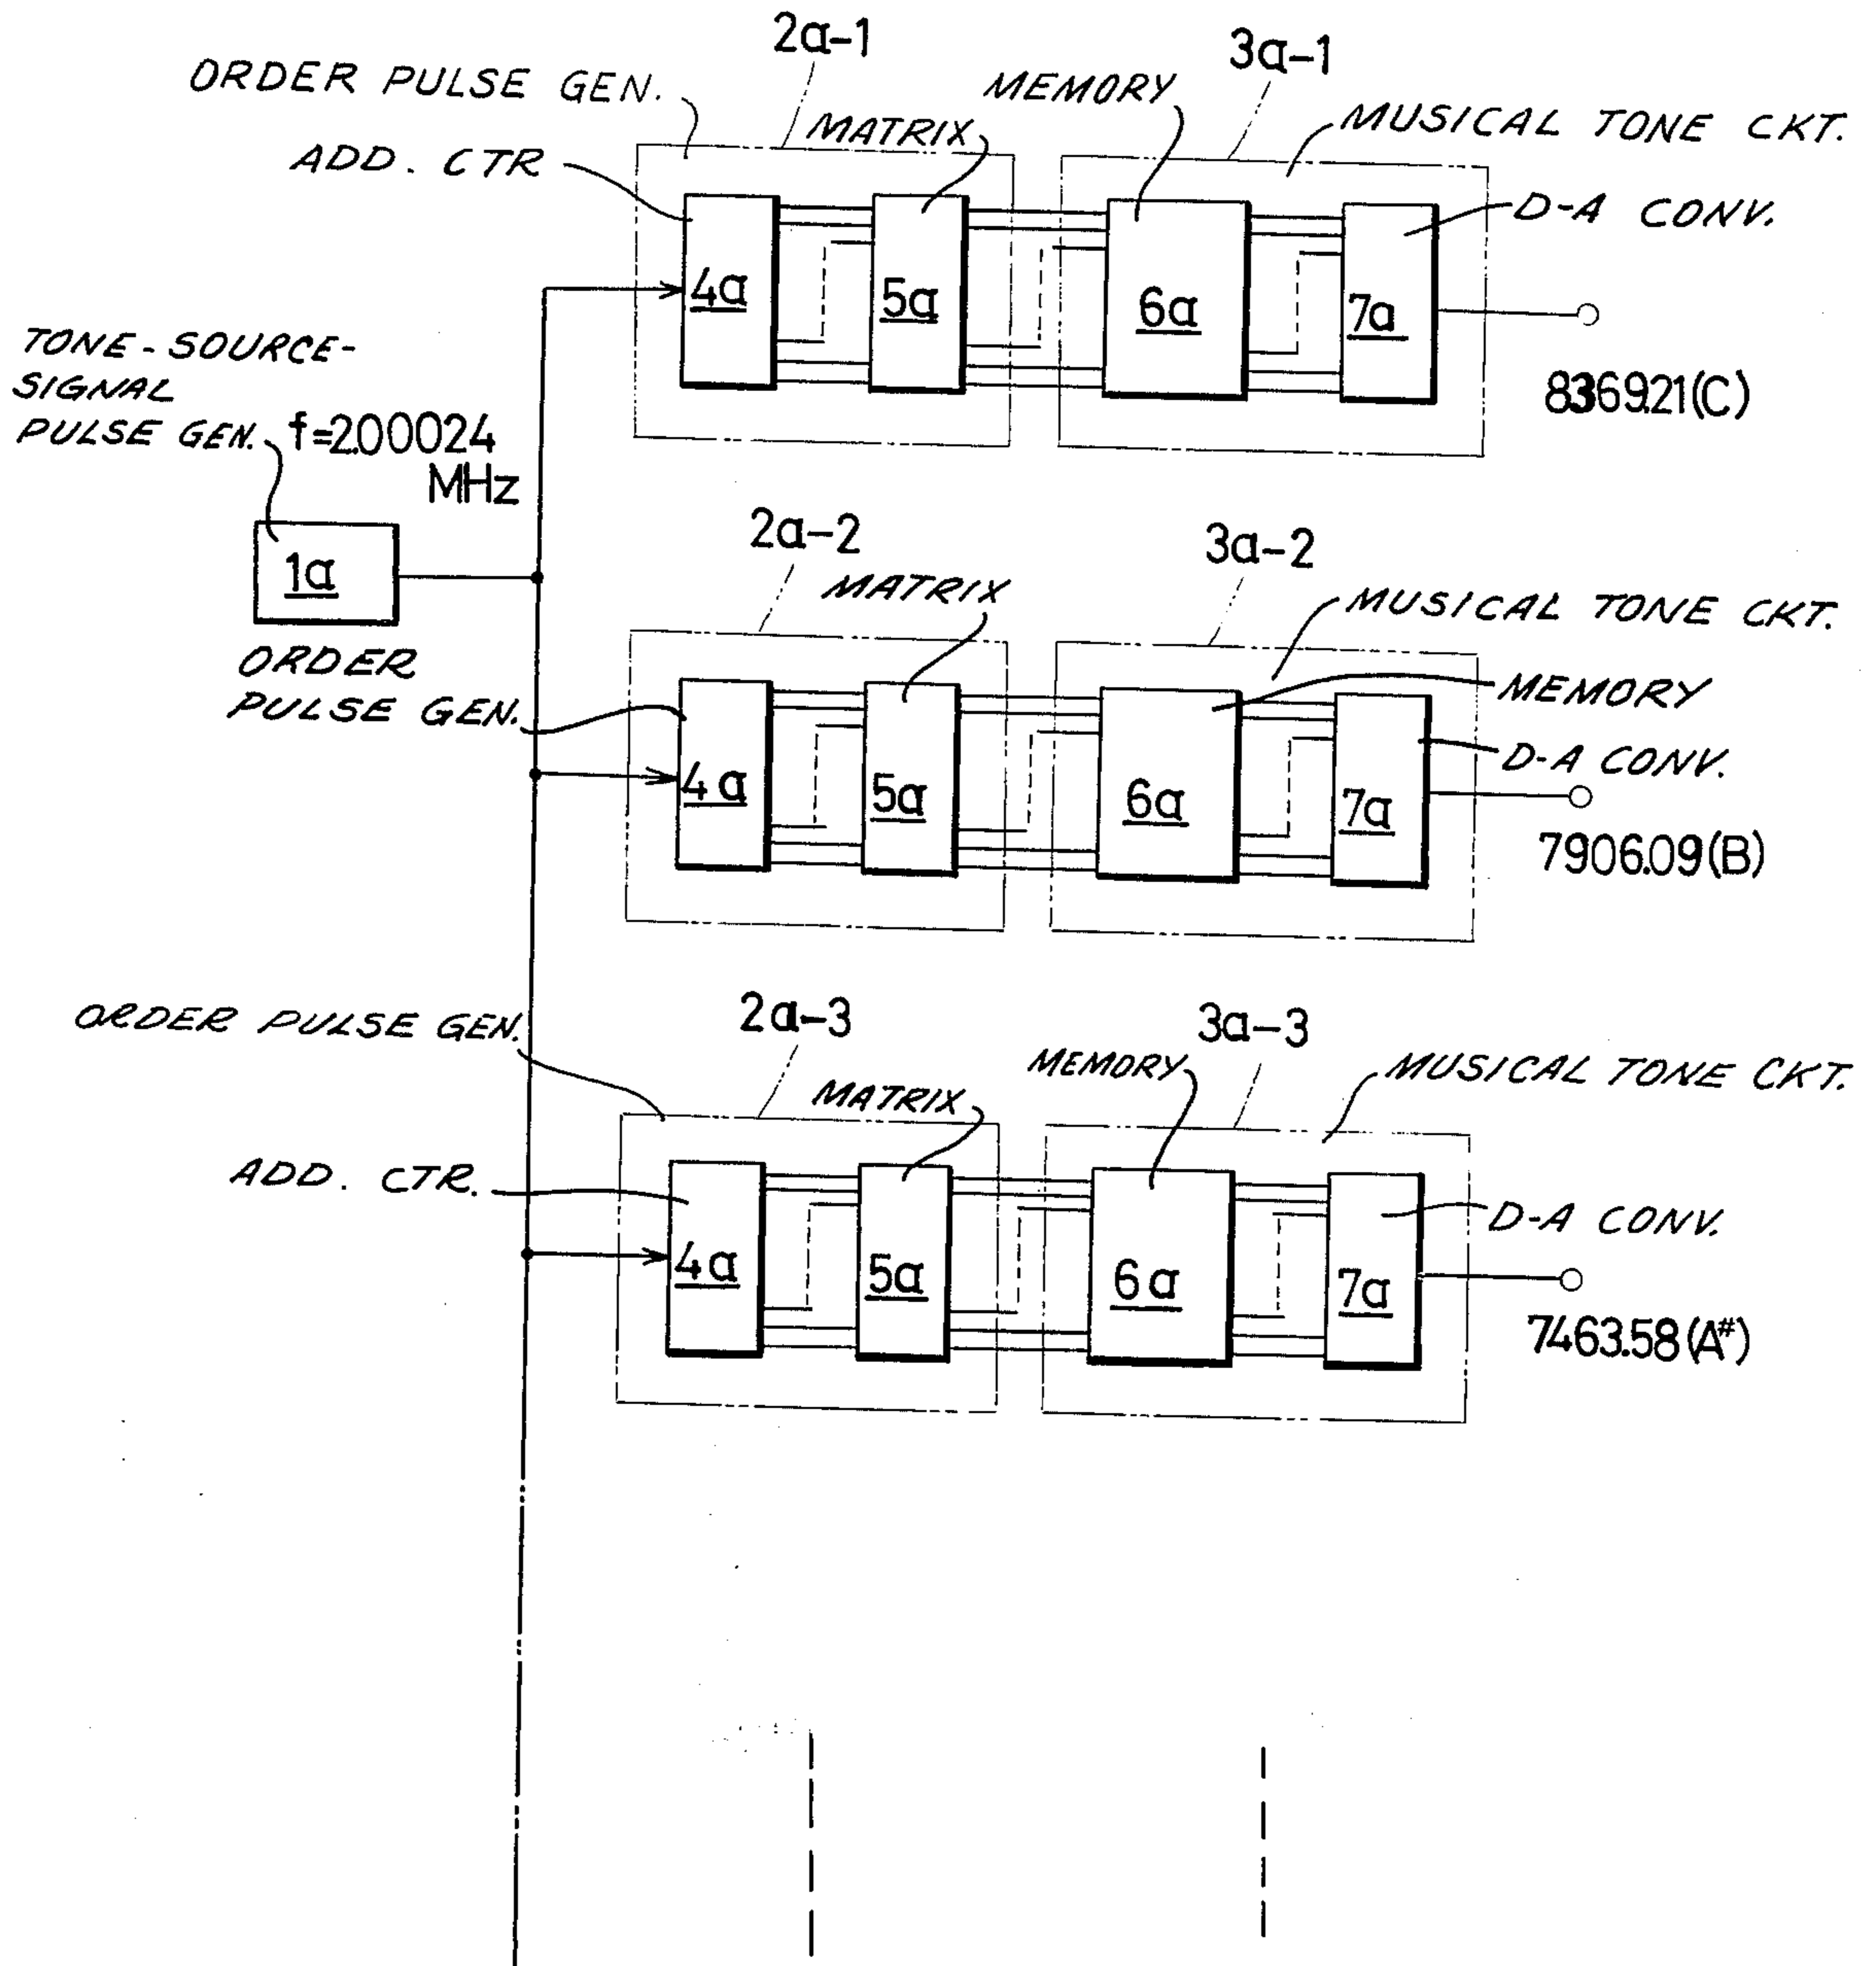 2a-1
3a-1
ORDER PULSE GEN.
MEMORY
MATRIX
MUSICAL TONE CKT.
ADD. CTR
D-A CONV.
4a
5a
6a
7a
TONE-SOURCE-
SIGNAL
PULSE GEN.
f=2.00024
MHz
8369.21(C)
1a
2a-2
3a-2
MATRIX
MUSICAL TONE CKT.
ORDER
PULSE GEN.
MEMORY
D-A CONV.
4a
5a
6a
7a
7906.09(B)
2a-3
3a-3
ORDER PULSE GEN.
MEMORY
MATRIX
MUSICAL TONE CKT.
ADD. CTR.
D-A CONV.
4a
5a
6a
7a
7463.58(A#)